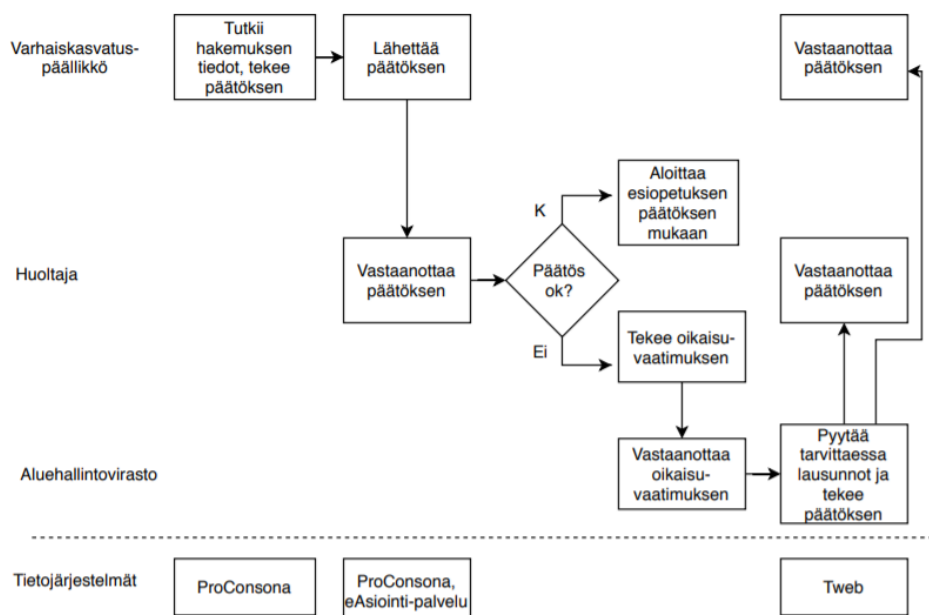 Varhaiskasvatus-
päällikkö
Tutkii
hakemuksen
tiedot, tekee
päätöksen
Lähettää
päätöksen
Vastaanottaa
päätöksen
Aloittaa
esiopetuksen
päätöksen
mukaan
K
Huoltaja
Vastaanottaa
päätöksen
Päätös
ok?
Vastaanottaa
päätöksen
Ei
Tekee oikaisu-
vaatimuksen
Aluehallintovirasto
Vastaanottaa
oikaisu-
vaatimuksen
Pyytää
tarvittaessa
lausunnot ja
tekee
päätöksen
Tietojärjestelmät
ProConsona
ProConsona,
eAsiointi-palvelu
Tweb